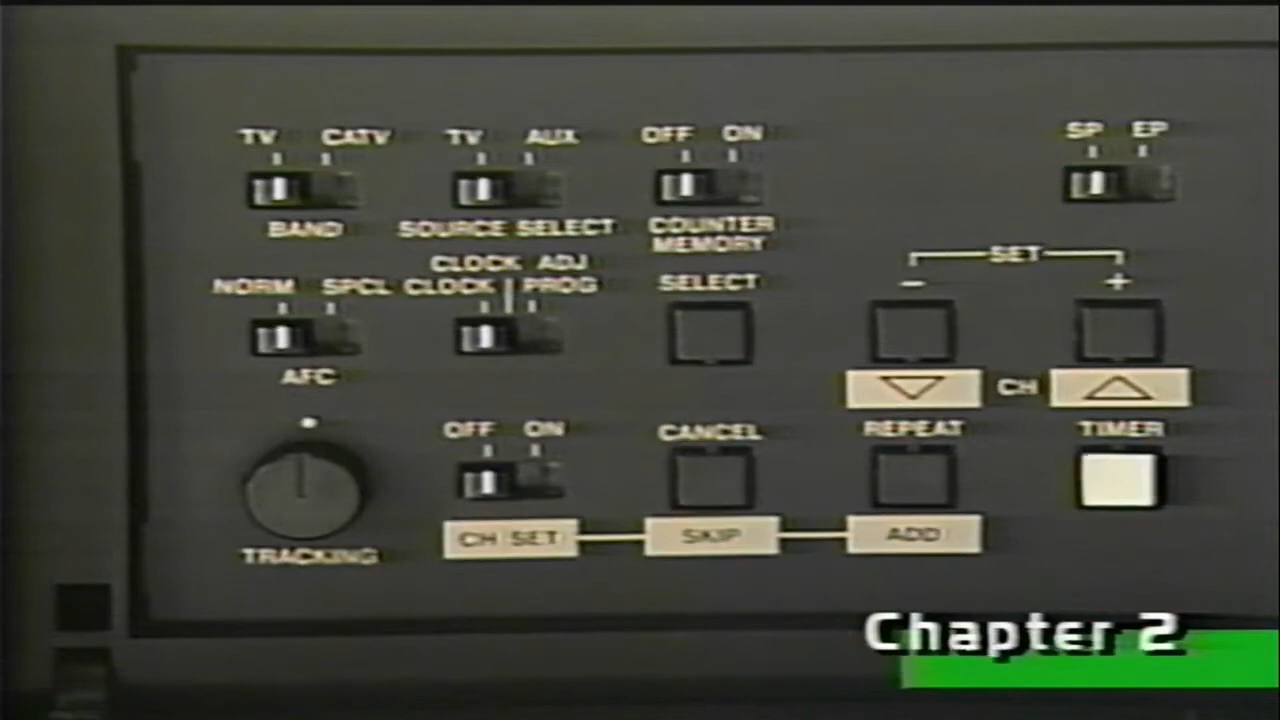 TV CATV TV AUX OFF ON SP EP
BAND SOURCE SELECT COUNTER
MEMORY
CLOCK ADJ SET
NORM SPCL CLOCK PROG SELECT - +
AFC CH
OFF ON CANCEL REPEAT TIMER
CH SET SKIP ADD
TRACKING
Chapter 2